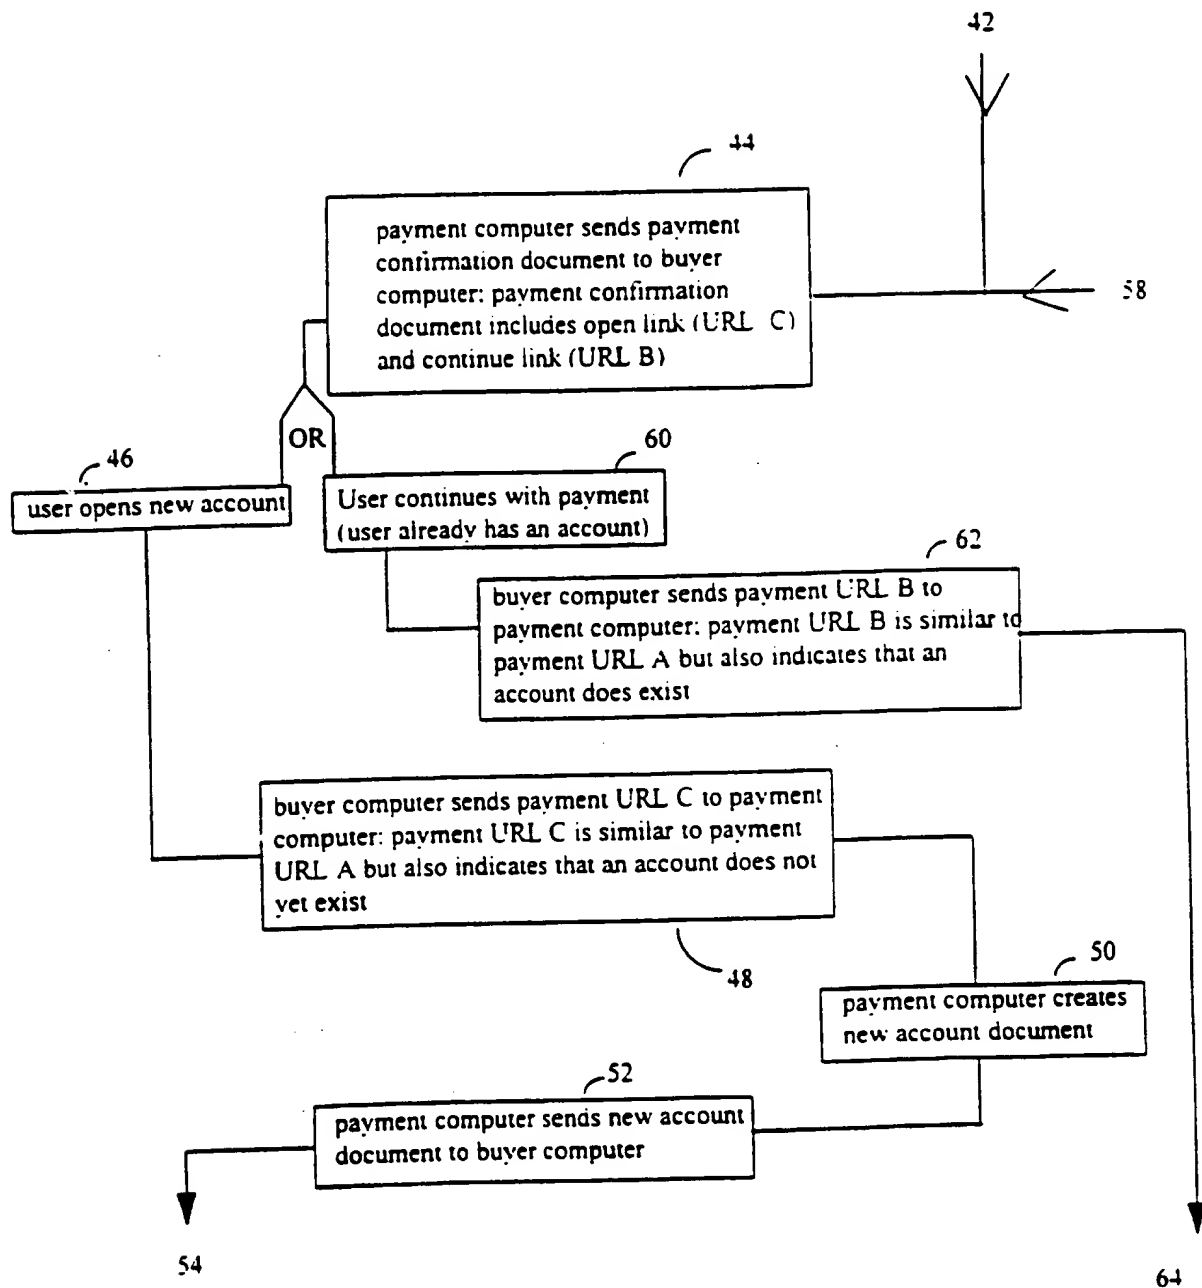 42
44
payment computer sends payment
confirmation document to buyer
computer: payment confirmation
document includes open link (URL C)
and continue link (URL B)
58
OR
46
user opens new account
60
User continues with payment
(user already has an account)
62
buyer computer sends payment URL B to
payment computer: payment URL B is similar to
payment URL A but also indicates that an
account does exist
buyer computer sends payment URL C to payment
computer: payment URL C is similar to payment
URL A but also indicates that an account does not
yet exist
48
50
payment computer creates
new account document
52
payment computer sends new account
document to buyer computer
54
64